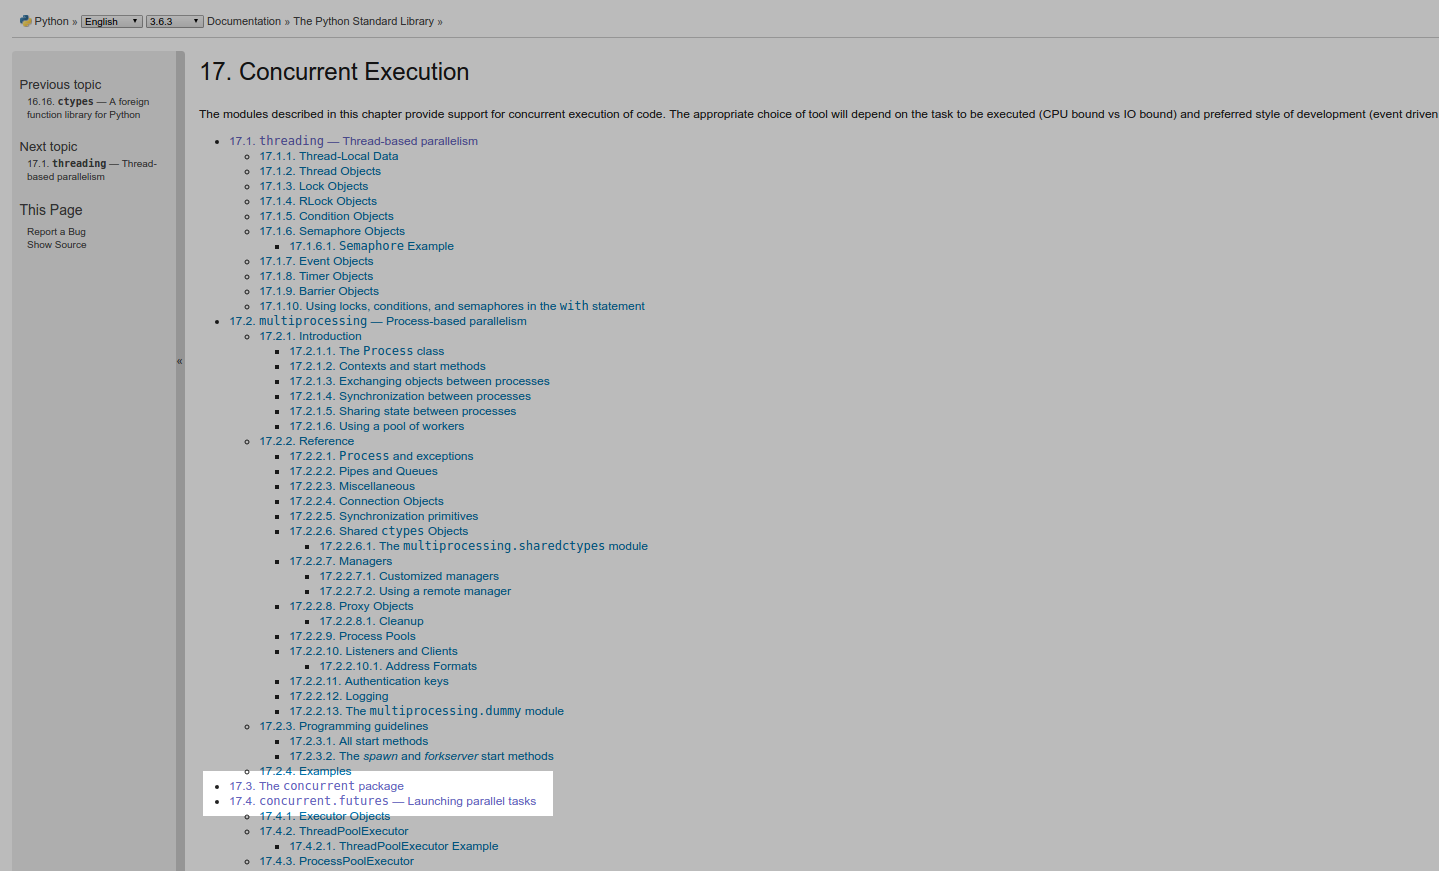 Python » English 3.6.3 Documentation » The Python Standard Library »
Previous topic
16.16. ctypes — A foreign
function library for Python
Next topic
17.1. threading — Thread-
based parallelism
This Page
Report a Bug
Show Source
«
17. Concurrent Execution
The modules described in this chapter provide support for concurrent execution of code. The appropriate choice of tool will depend on the task to be executed (CPU bound vs IO bound) and preferred style of development (event driven
17.1. threading — Thread-based parallelism
17.1.1. Thread-Local Data
17.1.2. Thread Objects
17.1.3. Lock Objects
17.1.4. RLock Objects
17.1.5. Condition Objects
17.1.6. Semaphore Objects
17.1.6.1. Semaphore Example
17.1.7. Event Objects
17.1.8. Timer Objects
17.1.9. Barrier Objects
17.1.10. Using locks, conditions, and semaphores in the with statement
17.2. multiprocessing — Process-based parallelism
17.2.1. Introduction
17.2.1.1. The Process class
17.2.1.2. Contexts and start methods
17.2.1.3. Exchanging objects between processes
17.2.1.4. Synchronization between processes
17.2.1.5. Sharing state between processes
17.2.1.6. Using a pool of workers
17.2.2. Reference
17.2.2.1. Process and exceptions
17.2.2.2. Pipes and Queues
17.2.2.3. Miscellaneous
17.2.2.4. Connection Objects
17.2.2.5. Synchronization primitives
17.2.2.6. Shared ctypes Objects
17.2.2.6.1. The multiprocessing.sharedctypes module
17.2.2.7. Managers
17.2.2.7.1. Customized managers
17.2.2.7.2. Using a remote manager
17.2.2.8. Proxy Objects
17.2.2.8.1. Cleanup
17.2.2.9. Process Pools
17.2.2.10. Listeners and Clients
17.2.2.10.1. Address Formats
17.2.2.11. Authentication keys
17.2.2.12. Logging
17.2.2.13. The multiprocessing.dummy module
17.2.3. Programming guidelines
17.2.3.1. All start methods
17.2.3.2. The spawn and forkserver start methods
17.2.4. Examples
17.3. The concurrent package
17.4. concurrent.futures — Launching parallel tasks
17.4.1. Executor Objects
17.4.2. ThreadPoolExecutor
17.4.2.1. ThreadPoolExecutor Example
17.4.3. ProcessPoolExecutor